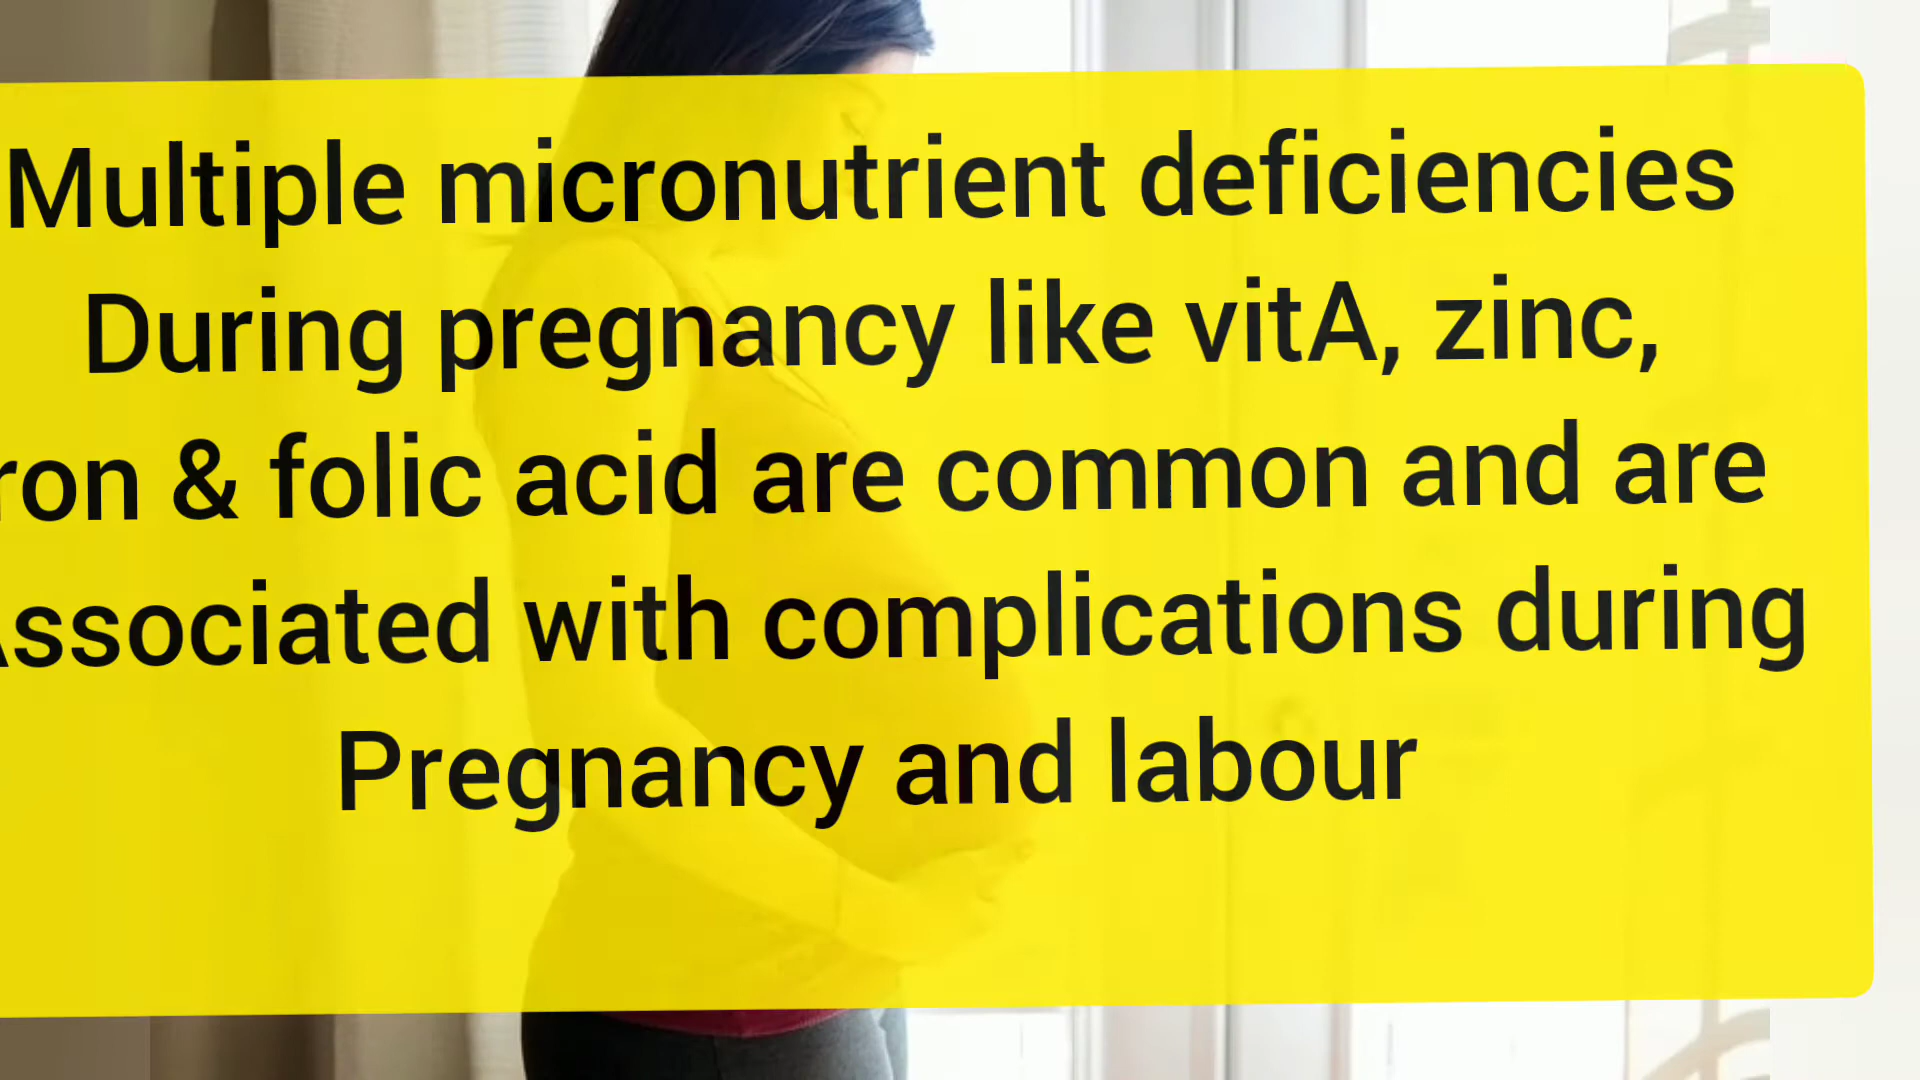 Multiple micronutrient deficiencies
During pregnancy like vitA, zinc,
ron & folic acid are common and are
Associated with complications during
Pregnancy and labour